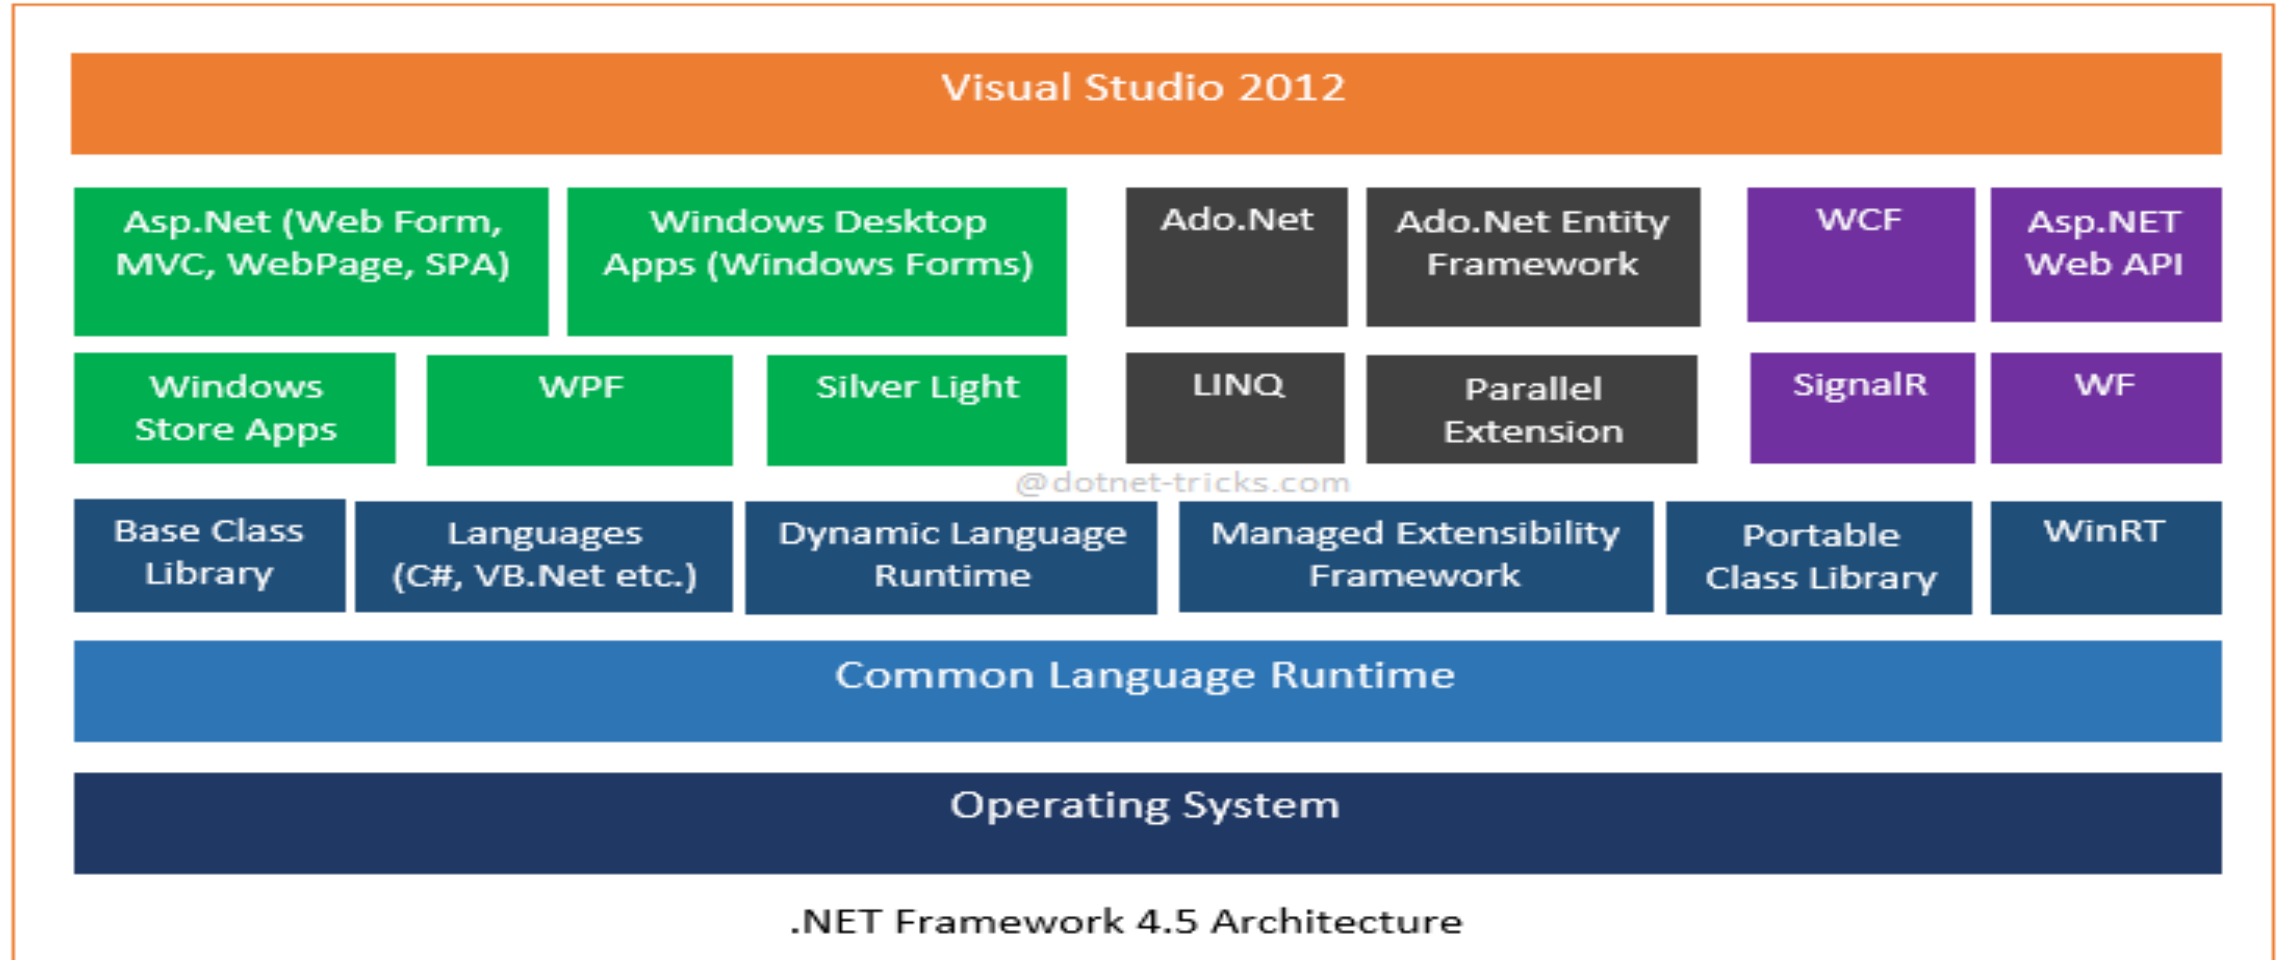 Visual Studio 2012
Asp.Net (Web Form,
MVC, WebPage, SPA)
Windows Desktop
Apps (Windows Forms)
Ado.Net
Ado.Net Entity
Framework
WCF
Asp.NET
Web API
Windows
Store Apps
WPF
Silver Light
LINQ
Parallel
Extension
SignalR
WF
@dotnet-tricks.com
Base Class
Library
Languages
(C#, VB.Net etc.)
Dynamic Language
Runtime
Managed Extensibility
Framework
Portable
Class Library
WinRT
Common Language Runtime
Operating System
.NET Framework 4.5 Architecture